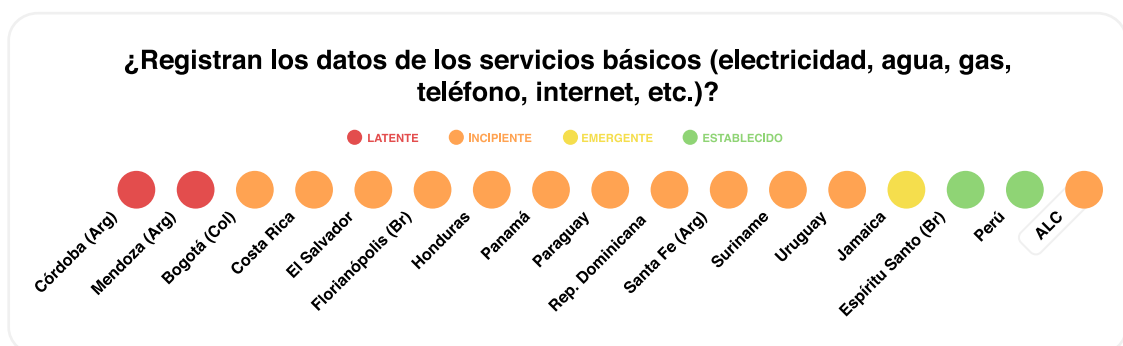 ¿Registran los datos de los servicios básicos (electricidad, agua, gas,
teléfono, internet, etc.)?
LATENTE
INCIPIENTE
EMERGENTE
ESTABLECIDO
Córdoba (Arg)
Mendoza (Arg)
Bogotá (Col)
Costa Rica
El Salvador
Florianópolis (Br)
Honduras
Panamá
Paraguay
Rep. Dominicana
Santa Fe (Arg)
Suriname
Uruguay
Jamaica
Espíritu Santo (Br)
Perú
ALC